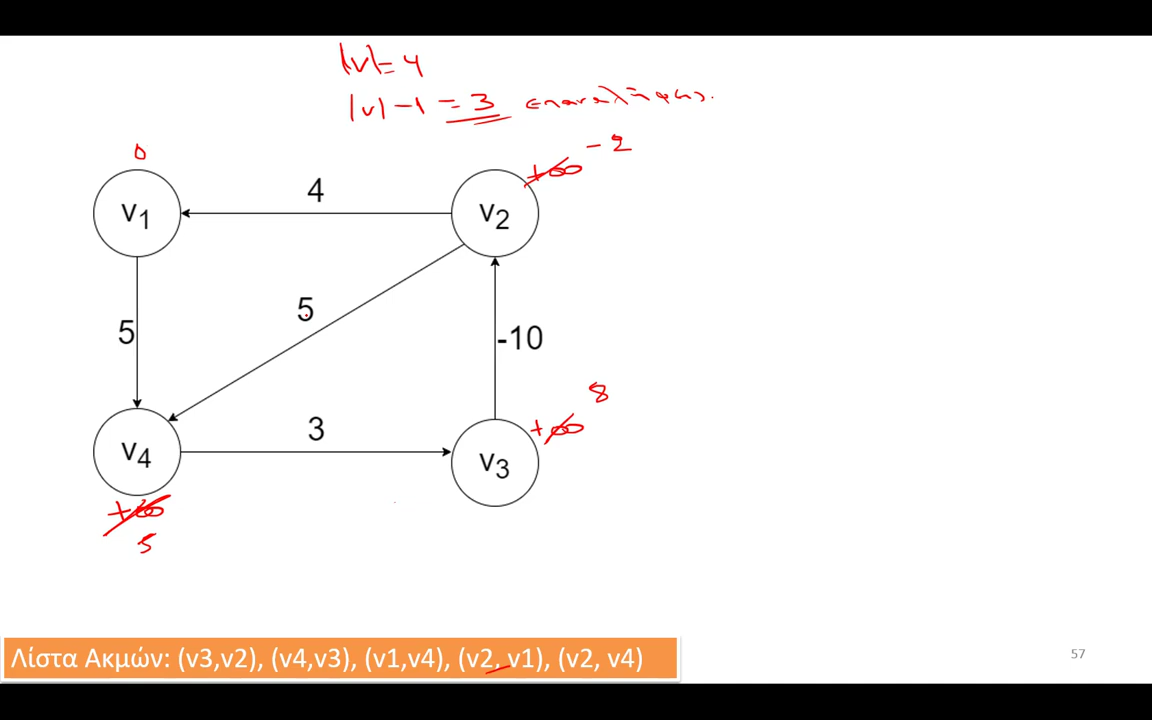 |v|=4
|v|-1 = 3 επαναλήψεις.
0
+∞ -2
4
v1
v2
5
5
-10
8
+∞
3
v4
v3
+∞
5
Λίστα Ακμών: (v3,v2), (v4,v3), (v1,v4), (v2, v1), (v2, v4)
57